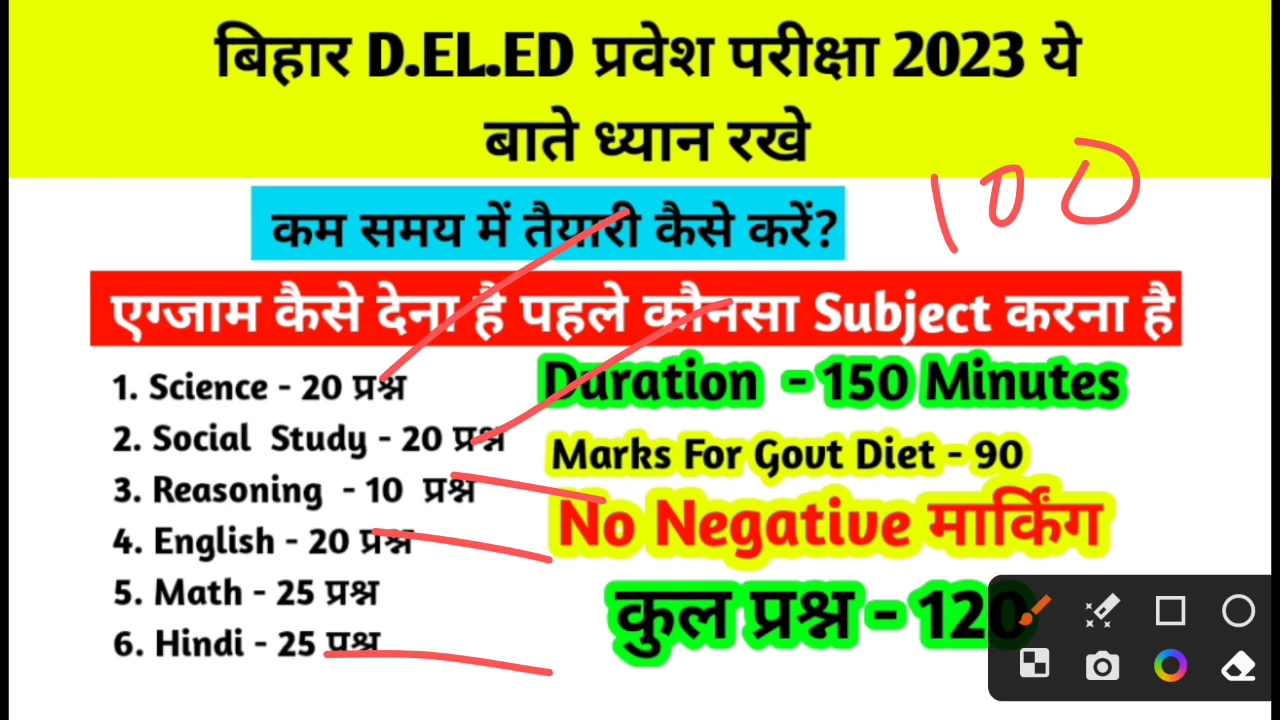 बिहार D.EL.ED प्रवेश परीक्षा 2023 ये
बाते ध्यान रखे
100
कम समय में तैयारी कैसे करें?
एग्जाम कैसे देना है पहले कौनसा Subject करना है
1. Science - 20 प्रश्न
2. Social Study - 20 प्रश्न
3. Reasoning - 10 प्रश्न
4. English - 20 प्रश्न
5. Math - 25 प्रश्न
6. Hindi - 25 प्रश्न
Duration - 150 Minutes
Marks For Govt Diet - 90
No Negative मार्किंग
कुल प्रश्न - 120